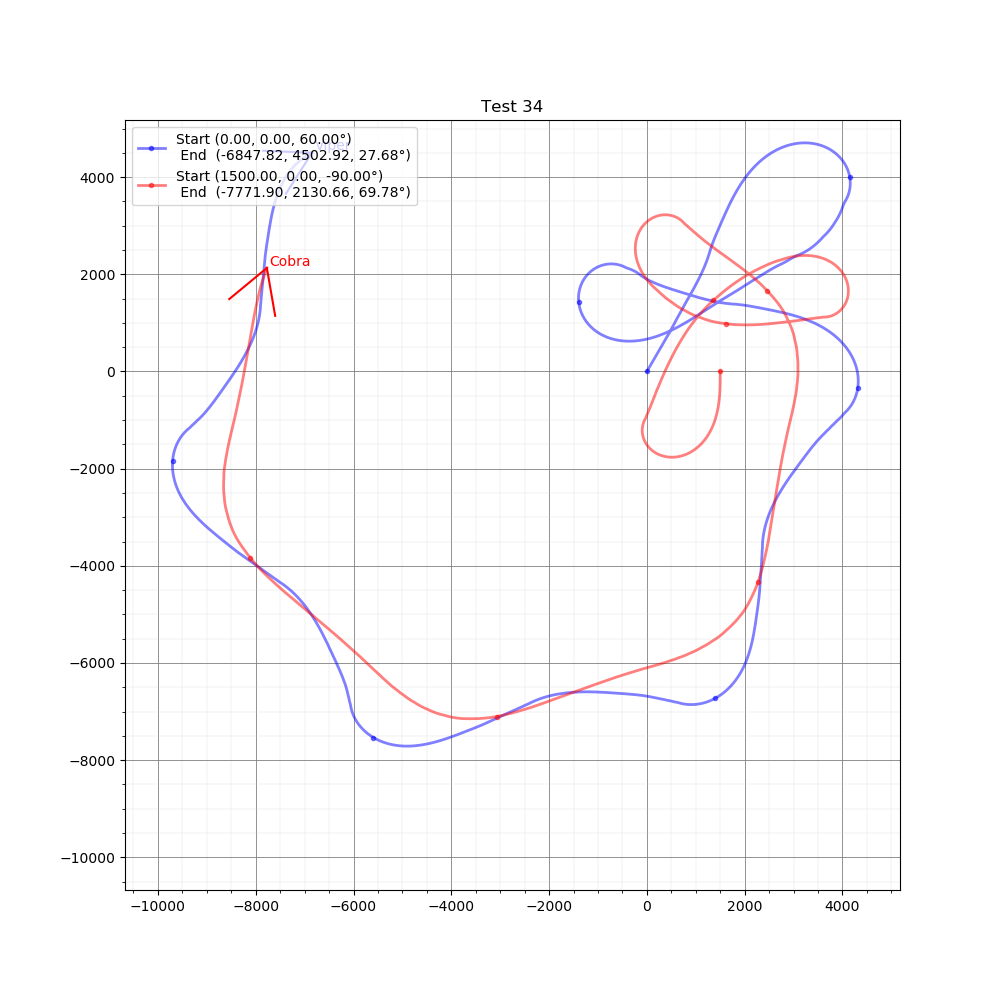 Test 34
Start (0.00, 0.00, 60.00°)
End  (-6847.82, 4502.92, 27.68°)
Start (1500.00, 0.00, -90.00°)
End  (-7771.90, 2130.66, 69.78°)
Cobra
4000
2000
0
−2000
−4000
−6000
−8000
−10000
−10000 −8000 −6000 −4000 −2000 0 2000 4000